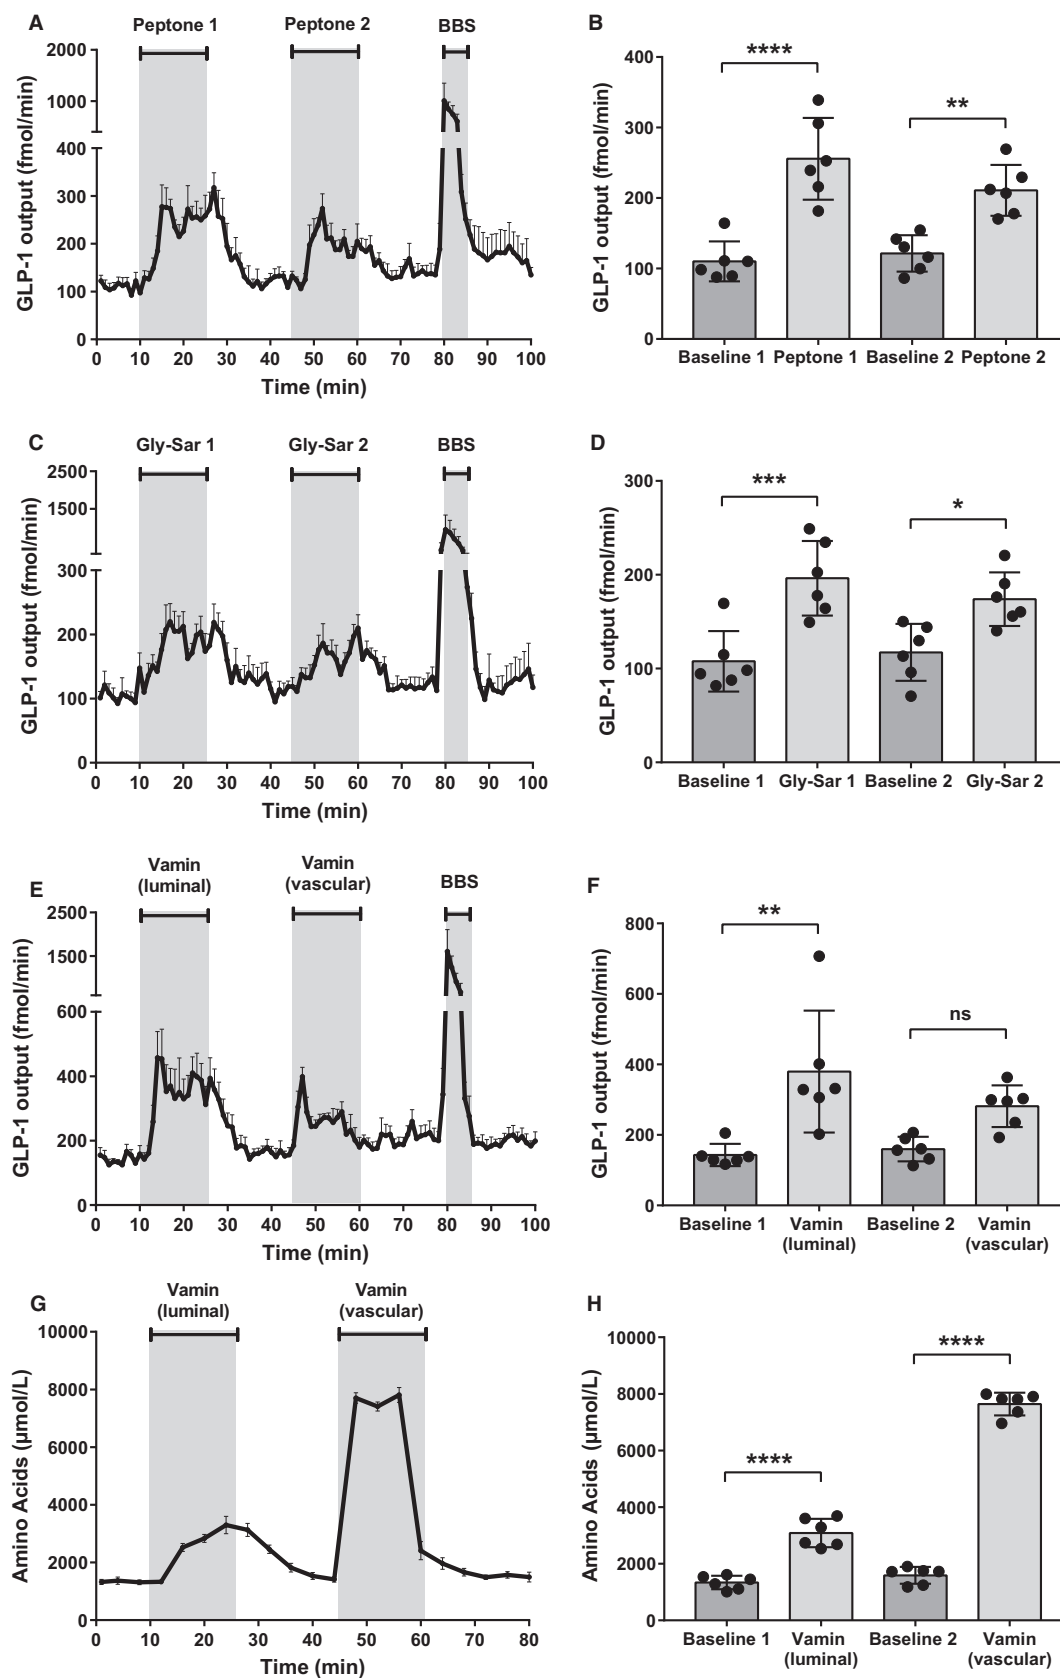 A
Peptone 1
Peptone 2
BBS
2000
1000
400
300
200
100
0
GLP-1 output (fmol/min)
0 10 20 30 40 50 60 70 80 90 100
Time (min)
B
****
**
400
300
200
100
0
GLP-1 output (fmol/min)
Baseline 1 Peptone 1 Baseline 2 Peptone 2
C
Gly-Sar 1
Gly-Sar 2
BBS
2500
1500
300
200
100
0
GLP-1 output (fmol/min)
0 10 20 30 40 50 60 70 80 90 100
Time (min)
D
***
*
300
200
100
0
GLP-1 output (fmol/min)
Baseline 1 Gly-Sar 1 Baseline 2 Gly-Sar 2
E
Vamin
(luminal)
Vamin
(vascular)
BBS
2500
1500
600
400
200
0
GLP-1 output (fmol/min)
0 10 20 30 40 50 60 70 80 90 100
Time (min)
F
**
ns
800
600
400
200
0
GLP-1 output (fmol/min)
Baseline 1 Vamin Baseline 2 Vamin
(luminal) (vascular)
G
Vamin
(luminal)
Vamin
(vascular)
10000
8000
6000
4000
2000
0
Amino Acids (µmol/L)
0 10 20 30 40 50 60 70 80
Time (min)
H
****
****
10000
8000
6000
4000
2000
0
Amino Acids (µmol/L)
Baseline 1 Vamin Baseline 2 Vamin
(luminal) (vascular)